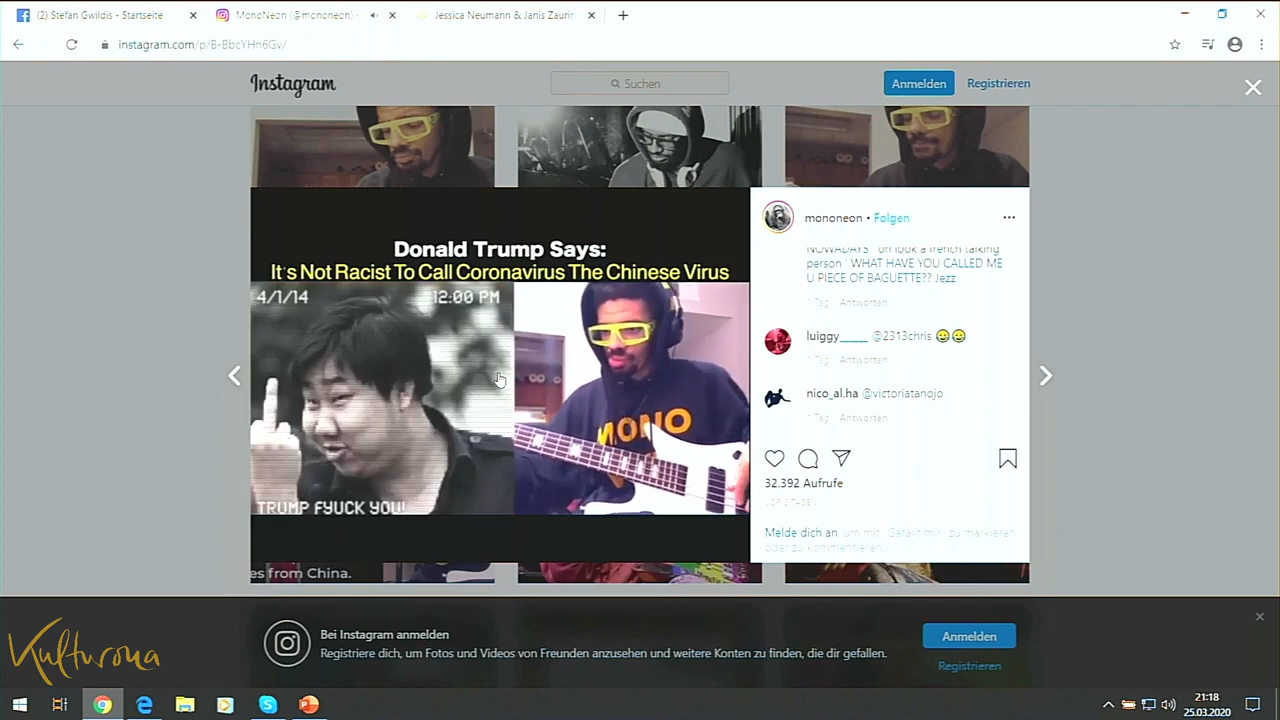 (2) Stefan Gwildis - Startseite
MonoNeon (@mononeon) -
Jessica Neumann & Janis Zaurin
instagram.com/p/B-BbcYHn6Gv/
Instagram
Suchen
Anmelden
Registrieren
Donald Trump Says:
It's Not Racist To Call Coronavirus The Chinese Virus
4/1/14
12:00 PM
MONO
TRUMP FYUCK YOU!
es from China.
mononeon • Folgen
NOWADAYS " on look a french talking
person " WHAT HAVE YOU CALLED ME
U PIECE OF BAGUETTE?? Jezz
1 Tag Antworten
luiggy_____ @2313chris 😄😄
1 Tag Antworten
nico_al.ha @victoriatanojo
1 Tag Antworten
32.392 Aufrufe
Melde dich an um mit „Gefällt mir“ zu markieren
oder zu kommentieren.
Kulturona
Bei Instagram anmelden
Registriere dich, um Fotos und Videos von Freunden anzusehen und weitere Konten zu finden, die dir gefallen.
Anmelden
Registrieren
21:18
25.03.2020